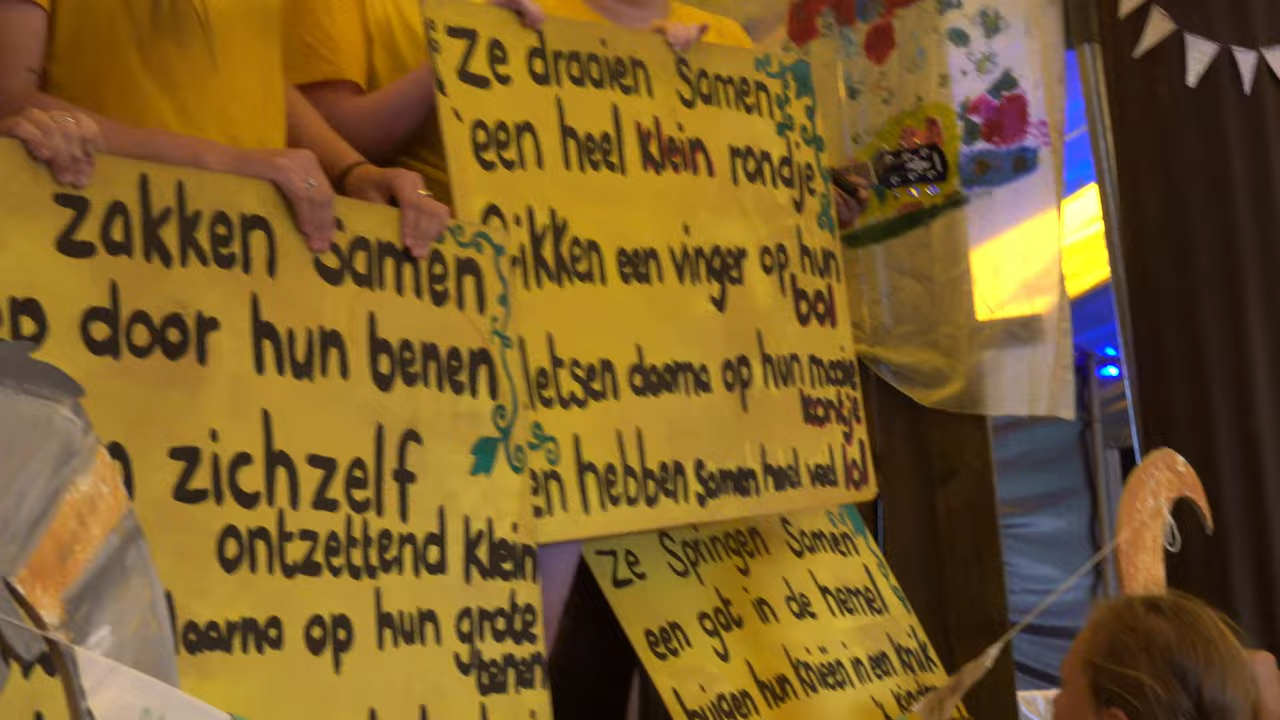 zakken samen
door hun benen
zichzelf
ontzettend klein
daarna op hun grote
tenen
ze draaien samen
een heel klein rondje
tikken een vinger op hun
bol
kletsen daarna op hun mooie
kontje
en hebben samen heel veel lol
ze springen samen
een gat in de hemel
buigen hun knieën in een knik